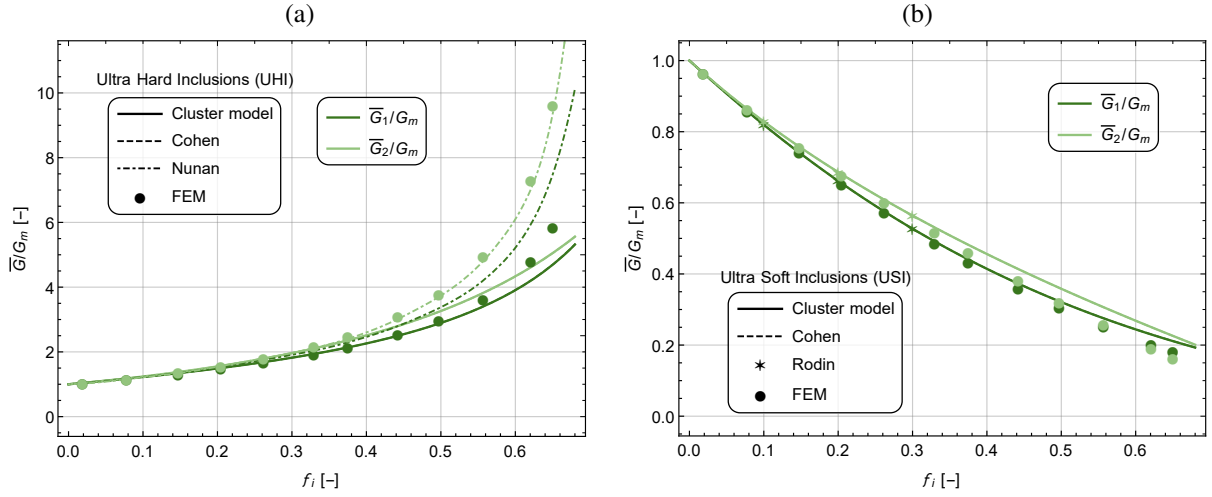 (a)
Ultra Hard Inclusions (UHI)
Cluster model
Cohen
Nunan
FEM
G̅₁/Gₘ
G̅₂/Gₘ
10
8
6
4
2
0
G̅/Gₘ [–]
0.0 0.1 0.2 0.3 0.4 0.5 0.6
fᵢ [–]
(b)
G̅₁/Gₘ
G̅₂/Gₘ
Ultra Soft Inclusions (USI)
Cluster model
Cohen
Rodin
FEM
1.0
0.8
0.6
0.4
0.2
0.0
G̅/Gₘ [–]
0.0 0.1 0.2 0.3 0.4 0.5 0.6
fᵢ [–]